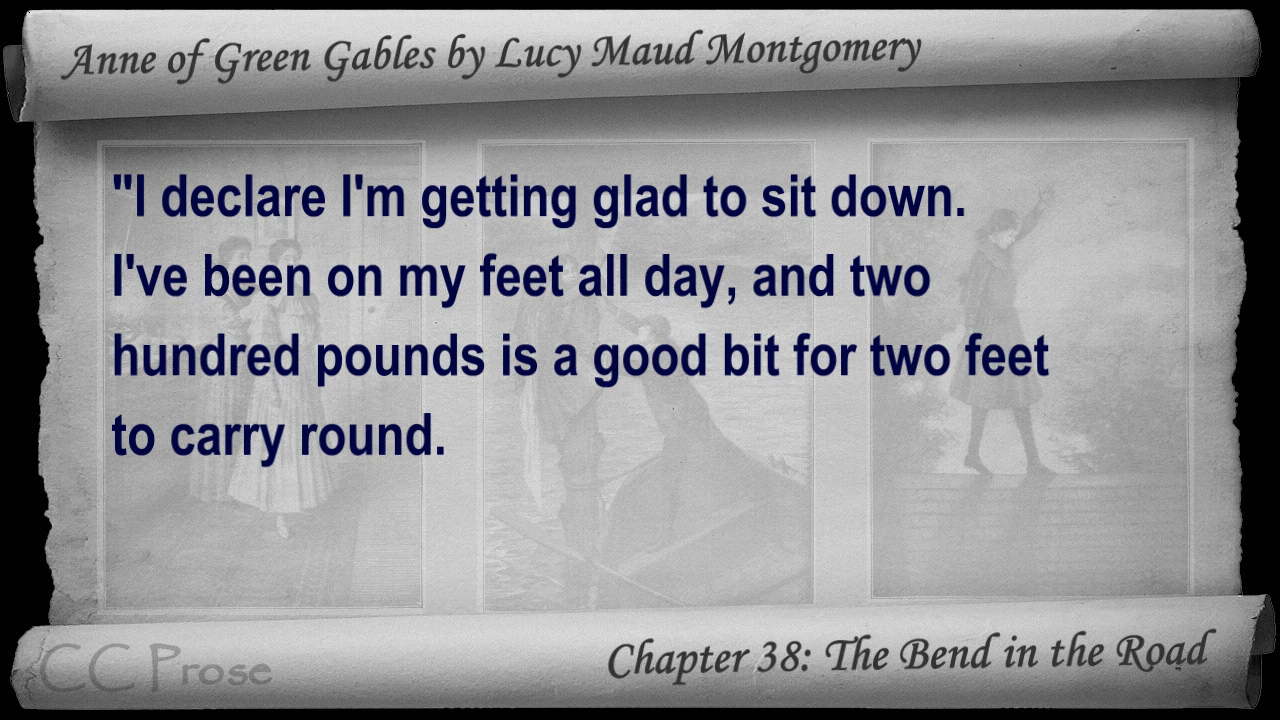 Anne of Green Gables by Lucy Maud Montgomery
"I declare I'm getting glad to sit down.
I've been on my feet all day, and two
hundred pounds is a good bit for two feet
to carry round.
CC Prose
Chapter 38: The Bend in the Road